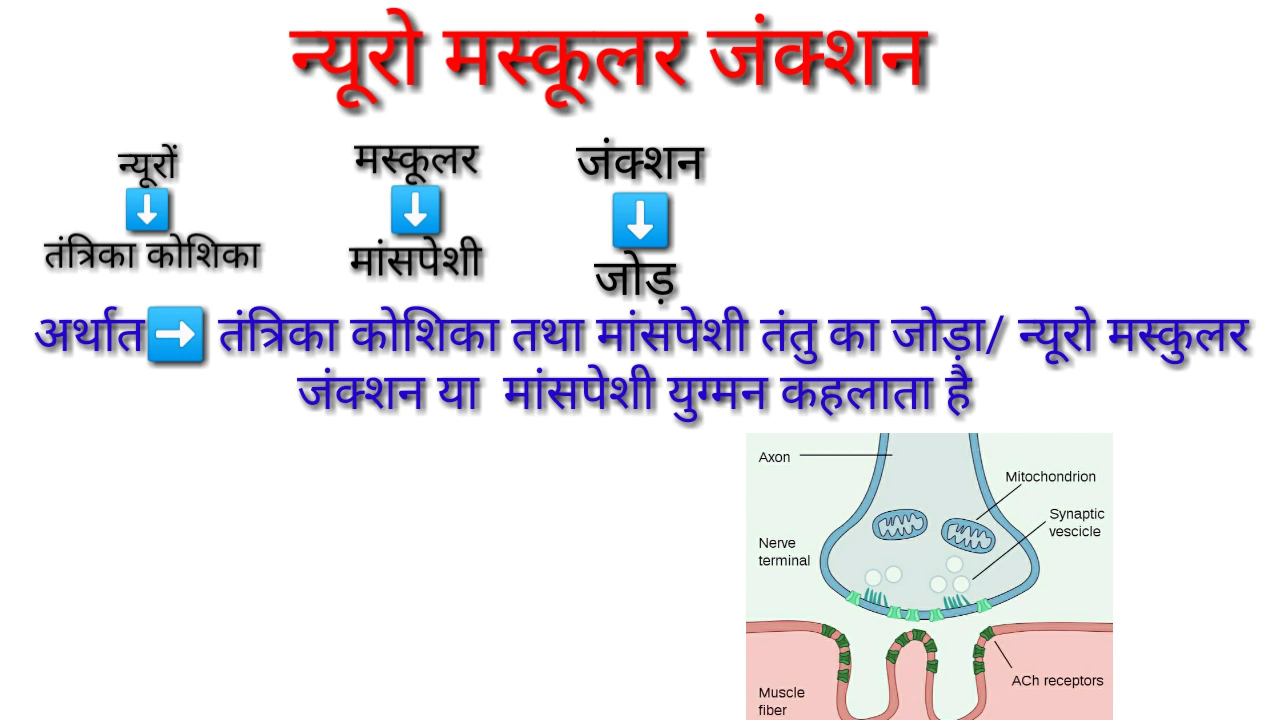 न्यूरो मस्कूलर जंक्शन
न्यूरों मस्कूलर जंक्शन
⬇️ ⬇️ ⬇️
तंत्रिका कोशिका मांसपेशी जोड़
अर्थात➡️ तंत्रिका कोशिका तथा मांसपेशी तंतु का जोड़ा/ न्यूरो मस्कुलर
जंक्शन या मांसपेशी युग्मन कहलाता है
Axon
Mitochondrion
Synaptic
vescicle
Nerve
terminal
ACh receptors
Muscle
fiber